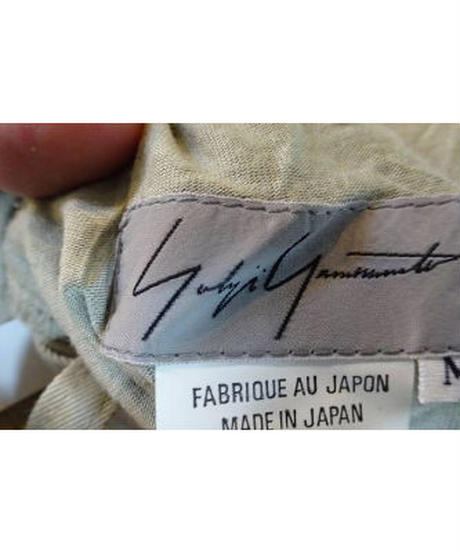 Yohji Yamamoto
M
FABRIQUE AU JAPON
MADE IN JAPAN